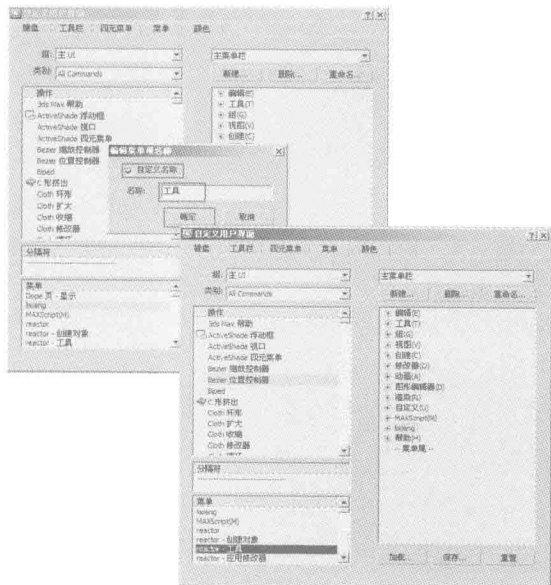 键盘 工具栏 四元菜单 菜单 颜色
组: 主 UI
类别: All Commands
操作
3ds Max 帮助
ActiveShade 浮动框
ActiveShade 视口
ActiveShade 四元菜单
Bezier 缩放控制器
Bezier 位置控制器
Biped
C 形挤出
Cloth 环形
Cloth 扩大
Cloth 收缩
Cloth 修改器
分隔符
菜单
Dope 页 - 显示
MAXScript(M)
reactor
reactor - 创建对象
reactor - 工具
主菜单栏
新建... 删除... 重命名...
编辑(E)
工具(T)
组(G)
视图(V)
创建(C)
编辑菜单项名称
自定义名称
名称: 工具
确定 取消
自定义用户界面
键盘 工具栏 四元菜单 菜单 颜色
组: 主 UI
类别: All Commands
操作
3ds Max 帮助
ActiveShade 浮动框
ActiveShade 视口
ActiveShade 四元菜单
Bezier 缩放控制器
Bezier 位置控制器
Biped
C 形挤出
Cloth 环形
Cloth 扩大
Cloth 收缩
Cloth 修改器
分隔符
菜单
MAXScript(M)
reactor
reactor - 创建对象
reactor - 工具
reactor - 应用修改器
主菜单栏
新建... 删除... 重命名...
编辑(E)
工具(T)
组(G)
视图(V)
创建(C)
修改器(O)
动画(A)
图形编辑器(D)
渲染(R)
自定义(U)
MAXScript(M)
帮助(H)
-- 菜单尾 --
加载... 保存... 重置